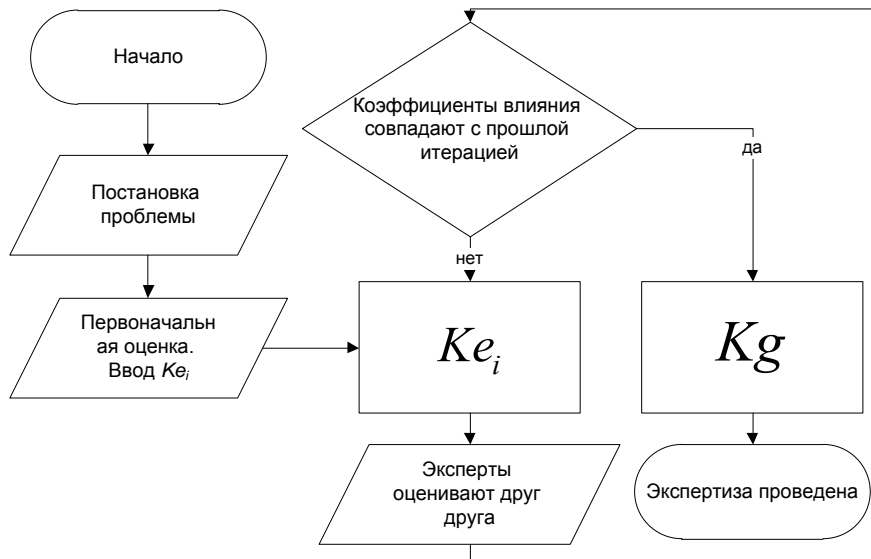 Начало
Постановка
проблемы
Первоначальн
ая оценка.
Ввод Keᵢ
Коэффициенты влияния
совпадают с прошлой
итерацией
да
нет
Keᵢ
Kg
Эксперты
оценивают друг
друга
Экспертиза проведена